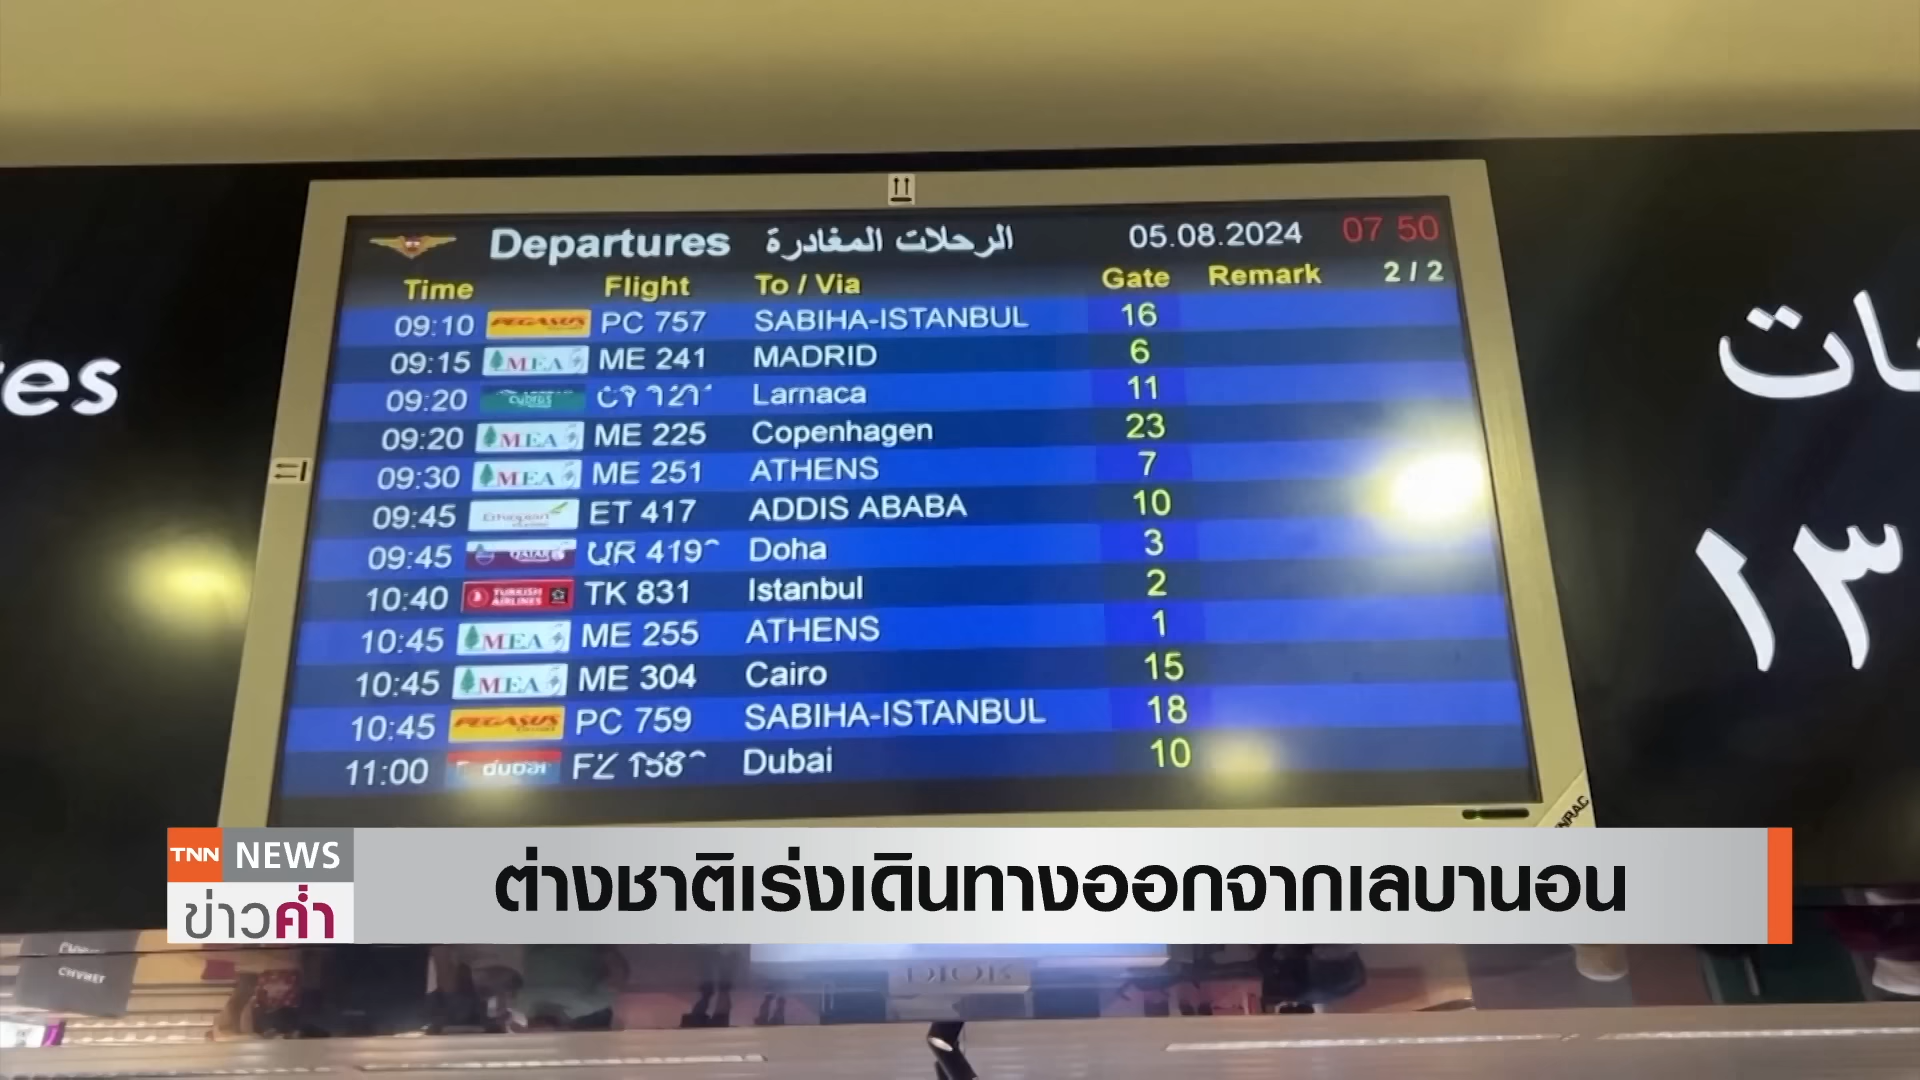 Departures الرحلات المغادرة 05.08.2024 07 50
Time Flight To / Via Gate Remark 2 / 2
09:10 PEGASUS PC 757 SABIHA-ISTANBUL 16
09:15 MEA ME 241 MADRID 6
09:20 cyprus Larnaca 11
09:20 MEA ME 225 Copenhagen 23
09:30 MEA ME 251 ATHENS 7
09:45 Ethiopian ET 417 ADDIS ABABA 10
09:45 QATAR QR 419 Doha 3
10:40 TURKISH AIRLINES TK 831 Istanbul 2
10:45 MEA ME 255 ATHENS 1
10:45 MEA ME 304 Cairo 15
10:45 PEGASUS PC 759 SABIHA-ISTANBUL 18
11:00 dubai FZ Dubai 10
١٣
TNN NEWS
ข่าวค่ำ
ต่างชาติเร่งเดินทางออกจากเลบานอน
DIOR